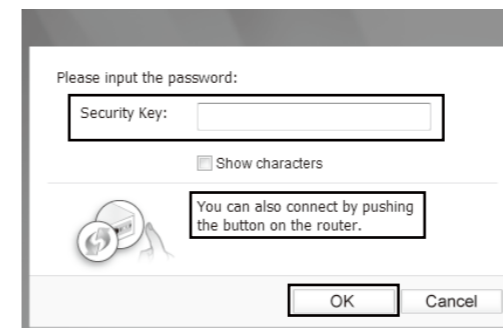 Please input the password:
Security Key:
Show characters
You can also connect by pushing
the button on the router.
OK
Cancel